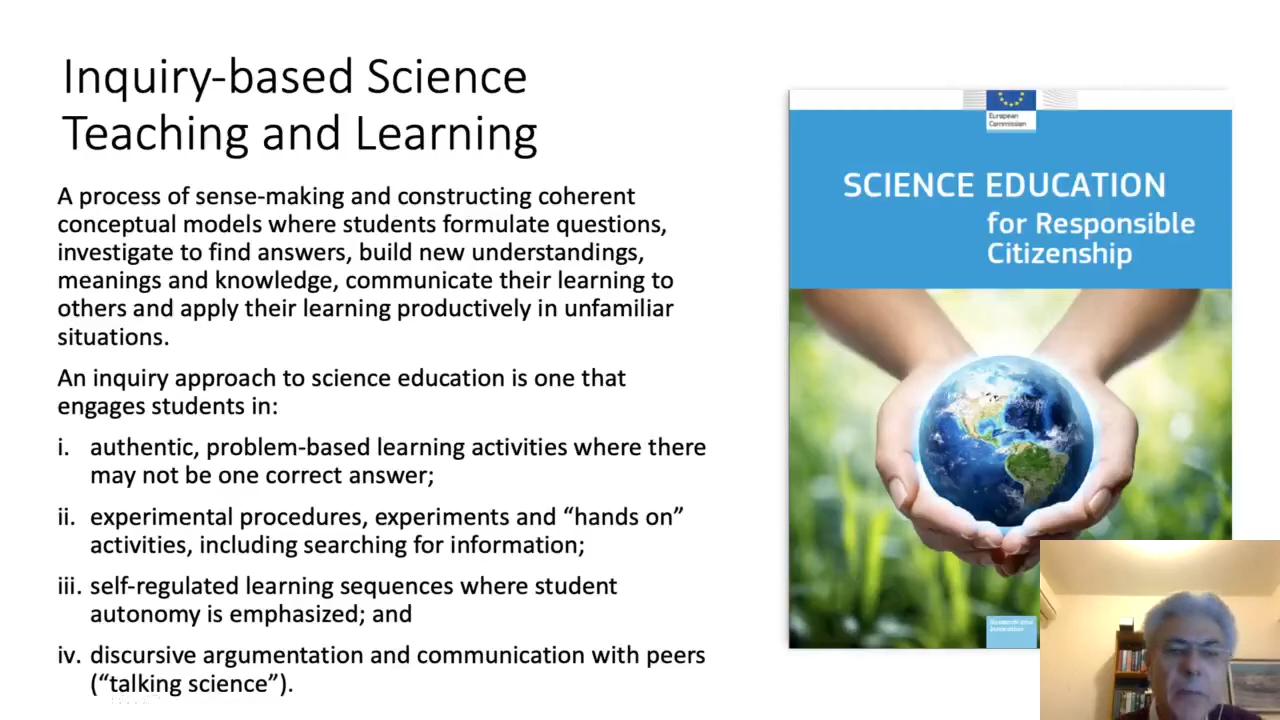 Inquiry-based Science
Teaching and Learning
A process of sense-making and constructing coherent
conceptual models where students formulate questions,
investigate to find answers, build new understandings,
meanings and knowledge, communicate their learning to
others and apply their learning productively in unfamiliar
situations.
An inquiry approach to science education is one that
engages students in:
i. authentic, problem-based learning activities where there
may not be one correct answer;
ii. experimental procedures, experiments and “hands on”
activities, including searching for information;
iii. self-regulated learning sequences where student
autonomy is emphasized; and
iv. discursive argumentation and communication with peers
(“talking science”).
European
Commission
SCIENCE EDUCATION
for Responsible
Citizenship
Research and
Innovation